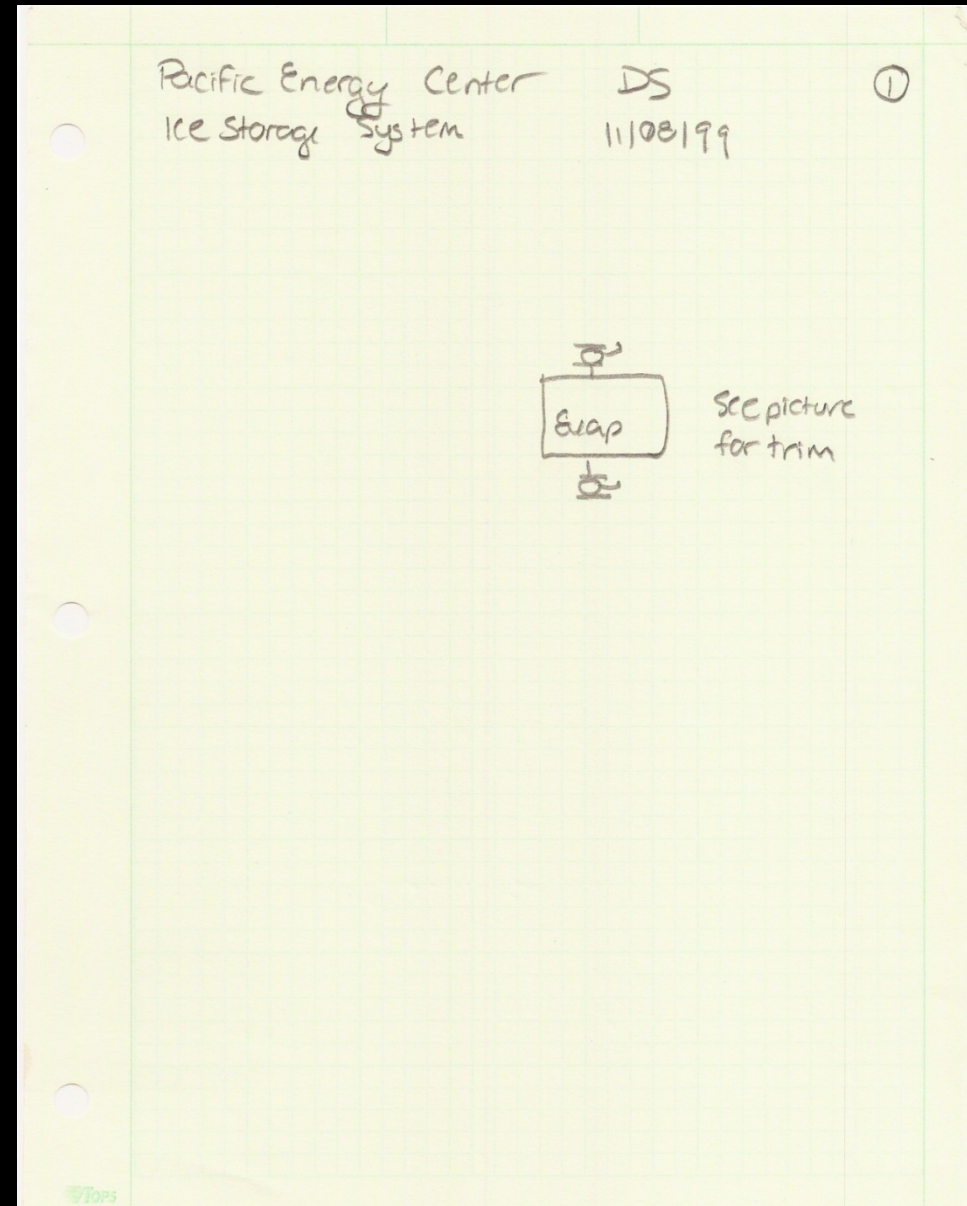 Pacific Energy Center DS ①
Ice Storage System 11/08/99
Evap
See picture
for trim
TOPS